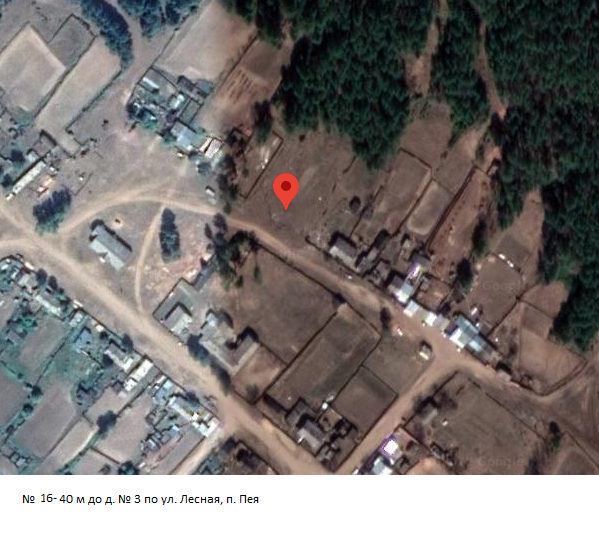 № 16-40 м до д. № 3 по ул. Лесная, п. Пея